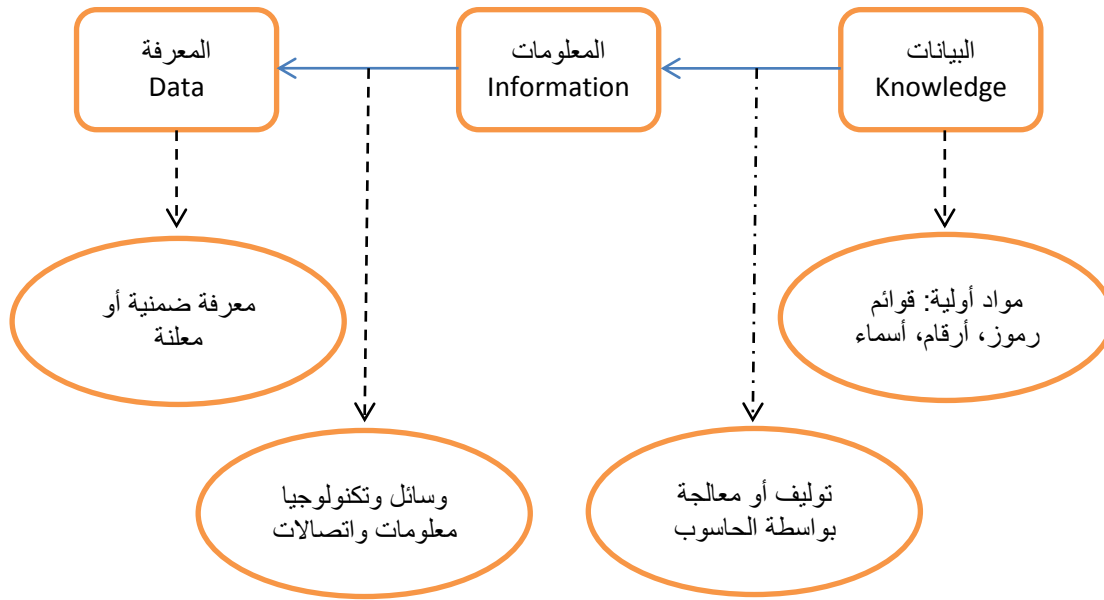 البيانات
Knowledge
المعلومات
Information
المعرفة
Data
مواد أولية: قوائم
رموز، أرقام، أسماء
معرفة ضمنية أو
معلنة
توليف أو معالجة
بواسطة الحاسوب
وسائل وتكنولوجيا
معلومات واتصالات